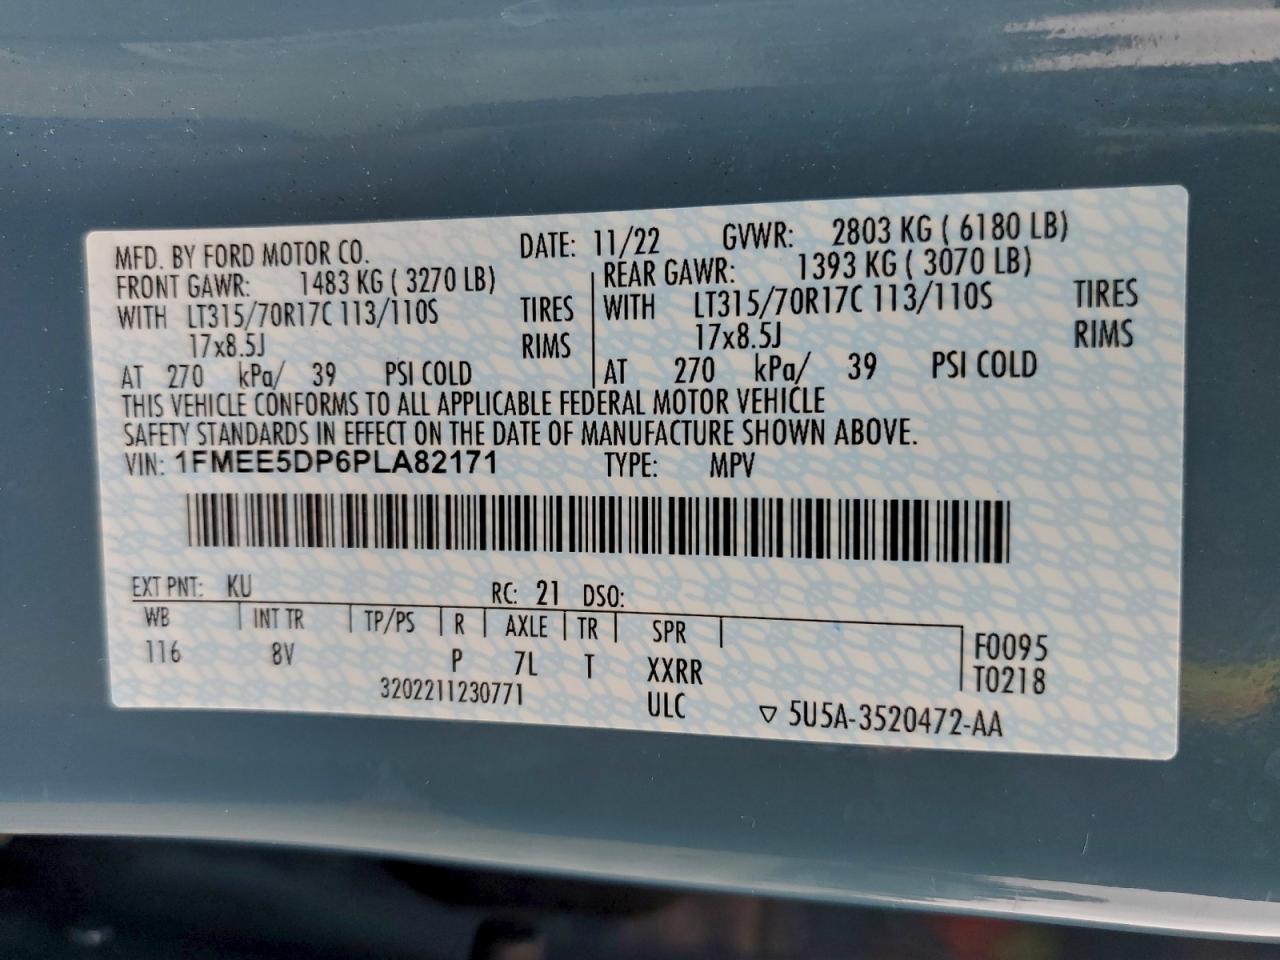 MFD. BY FORD MOTOR CO. DATE: 11/22 GVWR: 2803 KG ( 6180 LB)
FRONT GAWR: 1483 KG ( 3270 LB) REAR GAWR: 1393 KG ( 3070 LB)
WITH LT315/70R17C 113/110S TIRES WITH LT315/70R17C 113/110S TIRES
17x8.5J RIMS 17x8.5J RIMS
AT 270 kPa/ 39 PSI COLD AT 270 kPa/ 39 PSI COLD
THIS VEHICLE CONFORMS TO ALL APPLICABLE FEDERAL MOTOR VEHICLE
SAFETY STANDARDS IN EFFECT ON THE DATE OF MANUFACTURE SHOWN ABOVE.
VIN: 1FMEE5DP6PLA82171 TYPE: MPV
EXT PNT: KU RC: 21 DSO:
WB INT TR TP/PS R AXLE TR SPR F0095
116 8V P 7L T XXRR T0218
3202211230771 ULC ▽ 5U5A-3520472-AA